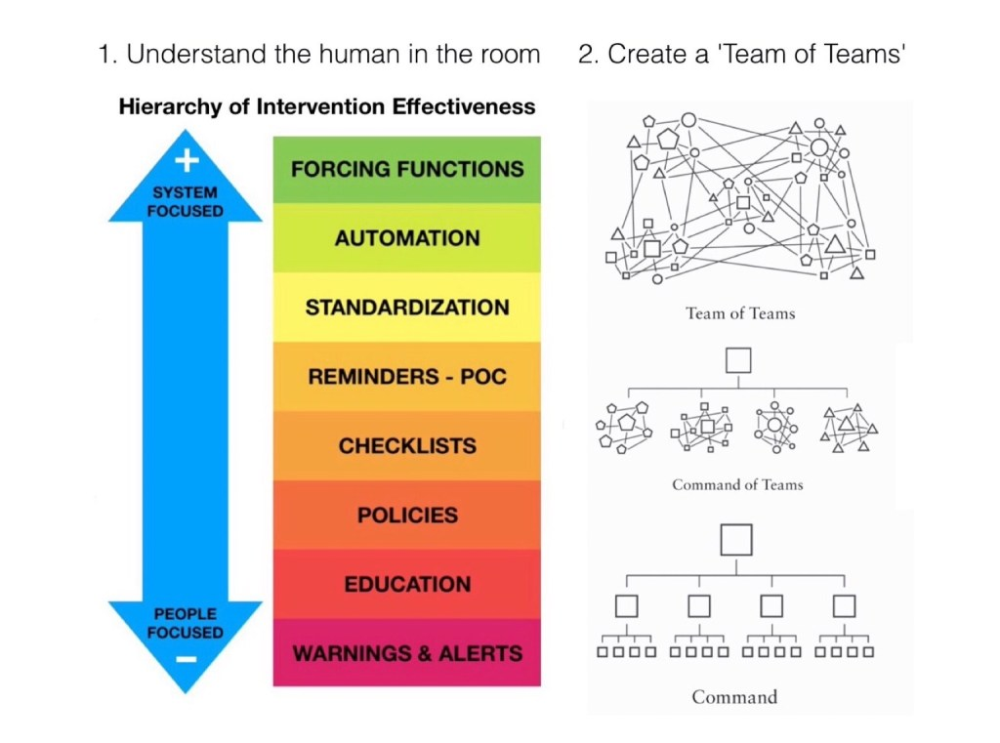 1. Understand the human in the room
2. Create a 'Team of Teams'
Hierarchy of Intervention Effectiveness
+
SYSTEM
FOCUSED
FORCING FUNCTIONS
AUTOMATION
STANDARDIZATION
REMINDERS - POC
CHECKLISTS
POLICIES
EDUCATION
WARNINGS & ALERTS
PEOPLE
FOCUSED
–
Team of Teams
Command of Teams
Command